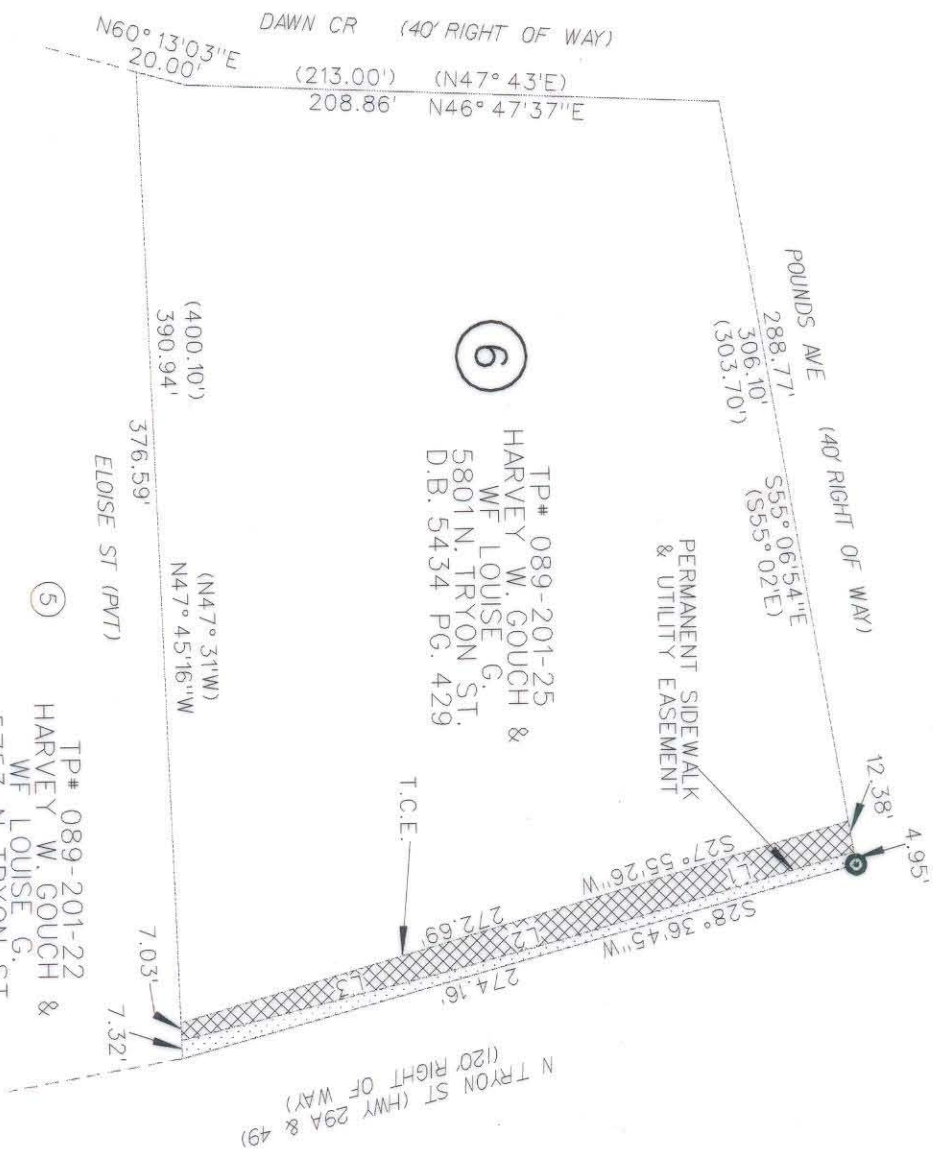 DAWN CR (40' RIGHT OF WAY)
N60°13'03"E
20.00'
(213.00') (N47°43'E)
208.86' N46°47'37"E
POUNDS AVE (40' RIGHT OF WAY)
288.77'
306.10' S55°06'54"E
(303.70') (S55°02'E)
12.38'
4.95'
PERMANENT SIDEWALK
& UTILITY EASEMENT
6
TP# 089-201-25
HARVEY W. GOUCH &
WF LOUISE G.
5801 N. TRYON ST.
D.B. 5434 PG. 429
T.C.E.
S27°55'26"W
272.69'
L1
L2
L3
S28°36'45"W
274.16'
N TRYON ST (HWY 29A & 49)
(120' RIGHT OF WAY)
(400.10') (N47°31'W)
390.94' N47°45'16"W
376.59'
7.03'
7.32'
ELOISE ST (PVT)
5
TP# 089-201-22
HARVEY W. GOUCH &
WF LOUISE G.
5753 N. TRYON ST.